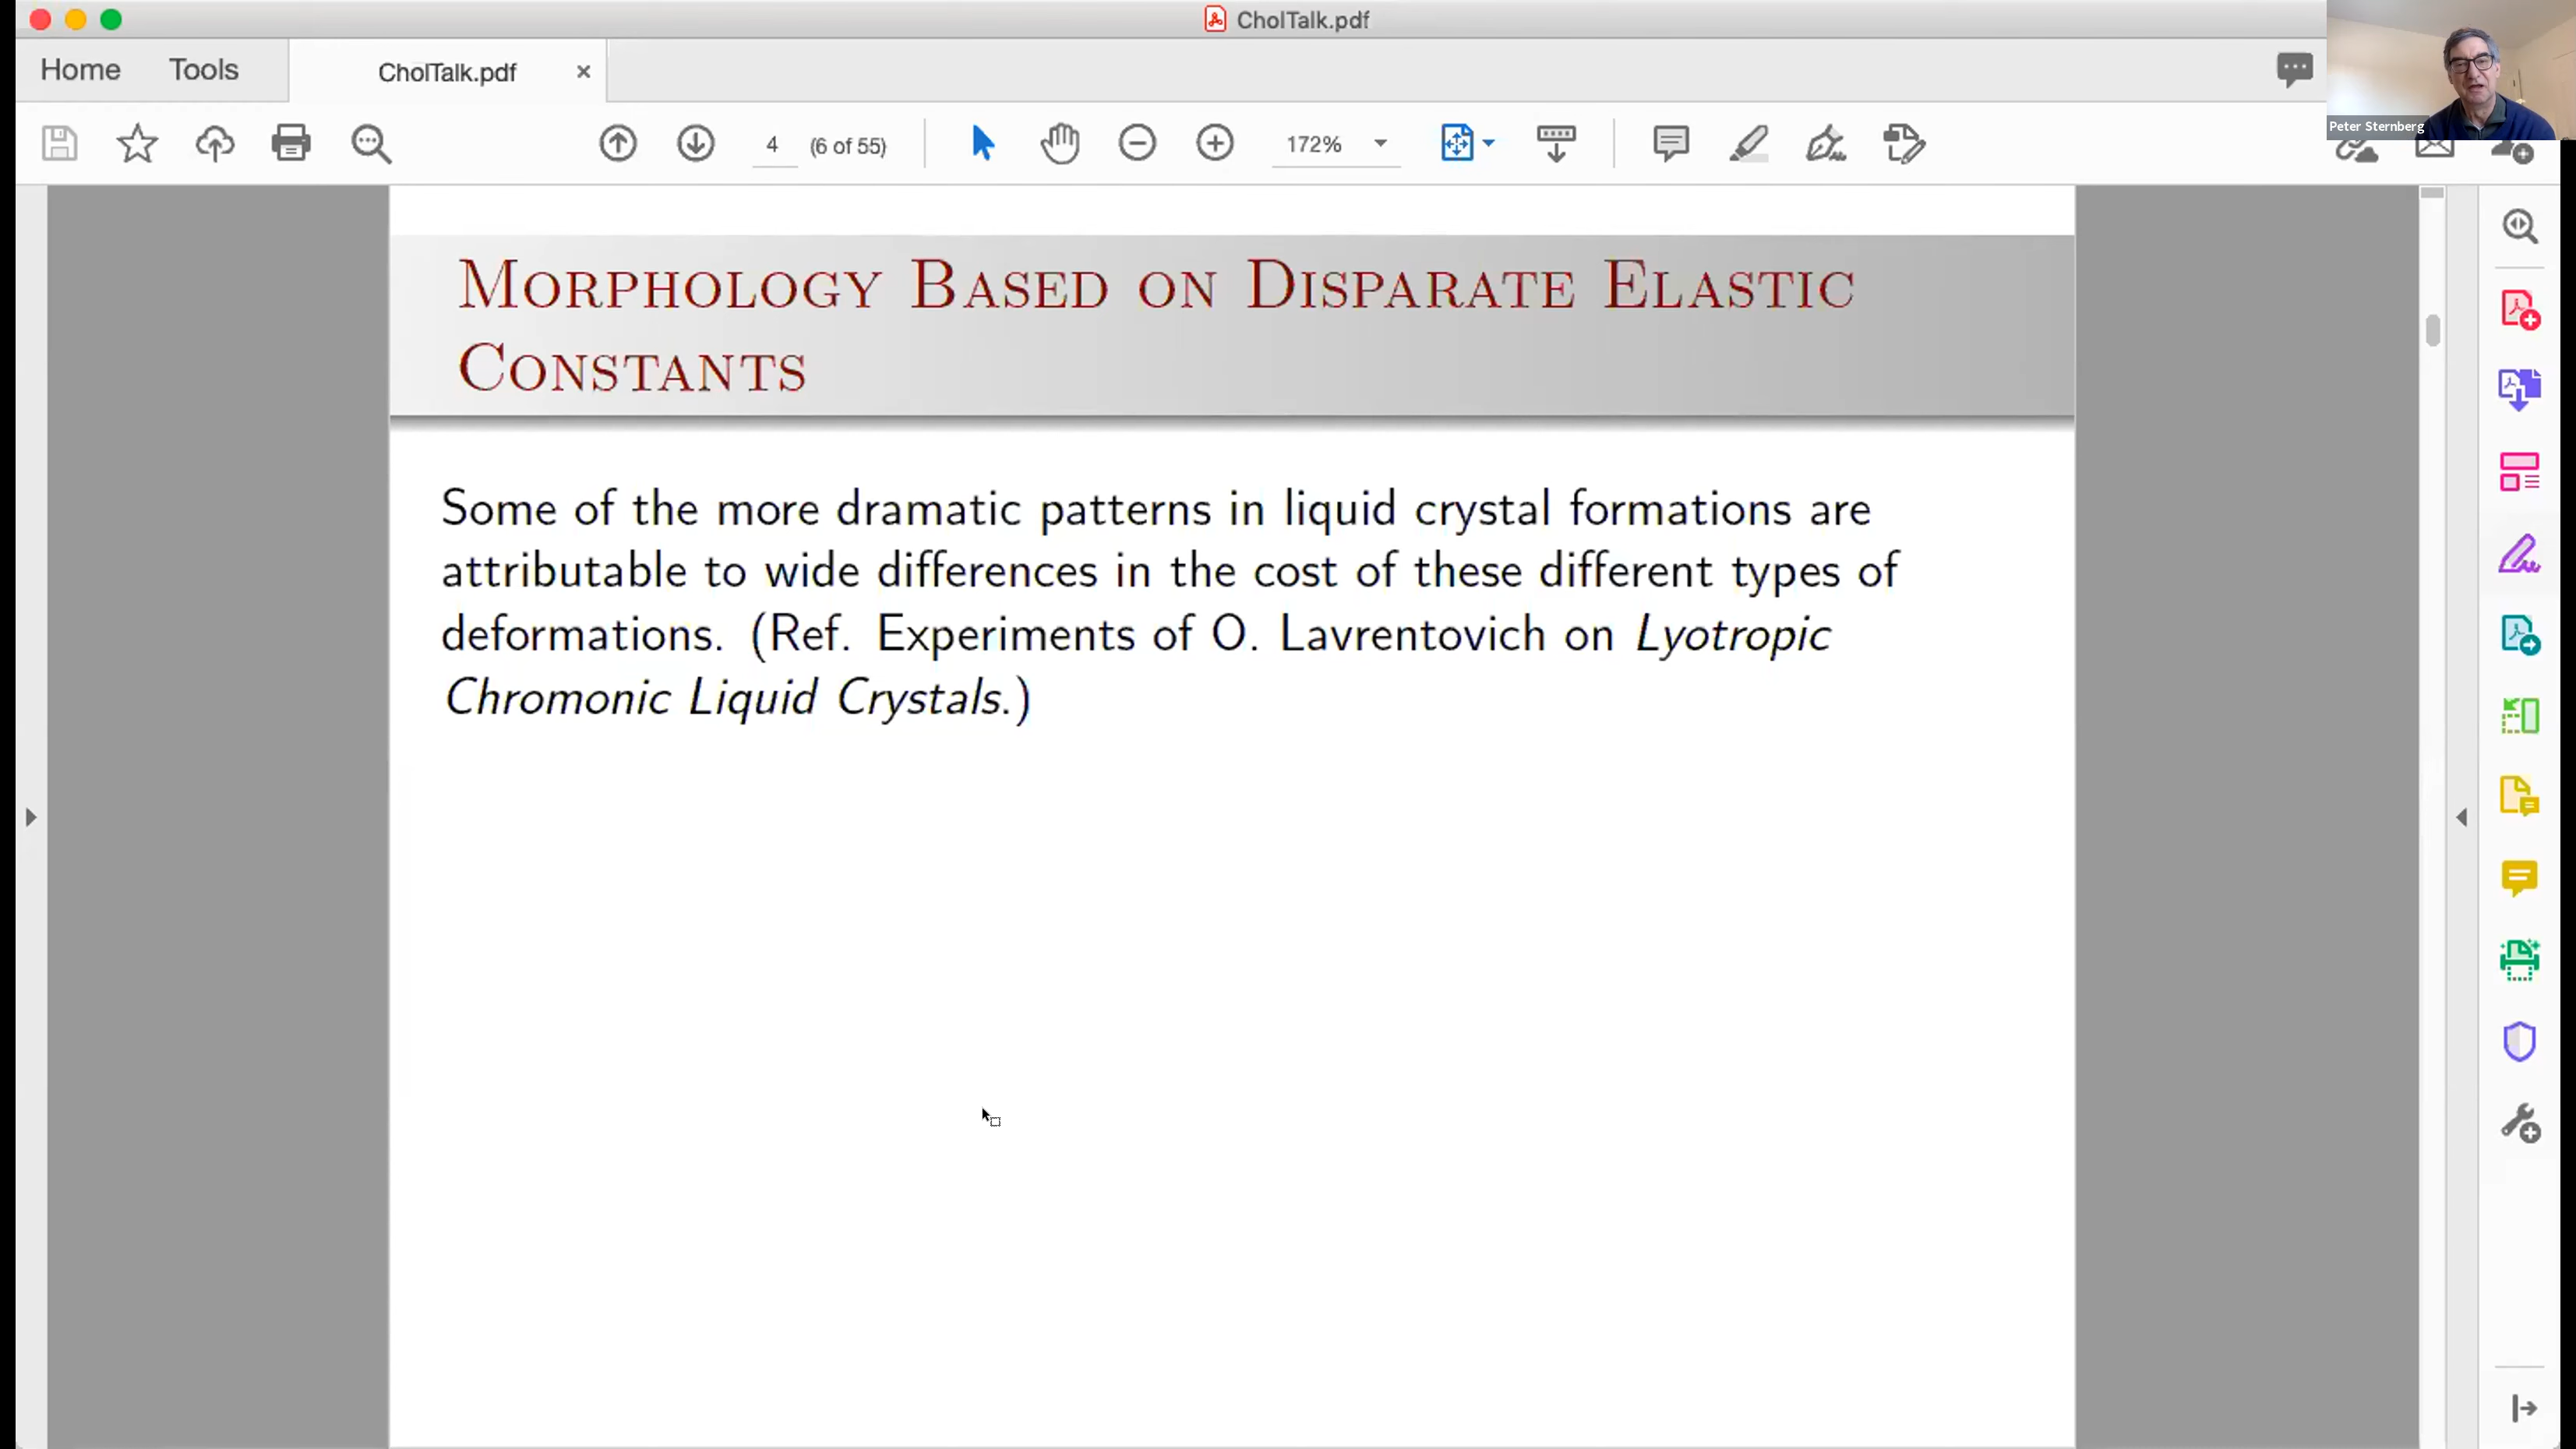 CholTalk.pdf
Home
Tools
CholTalk.pdf
4
(6 of 55)
172%
Peter Sternberg
Morphology Based on Disparate Elastic
Constants
Some of the more dramatic patterns in liquid crystal formations are
attributable to wide differences in the cost of these different types of
deformations. (Ref. Experiments of O. Lavrentovich on Lyotropic
Chromonic Liquid Crystals.)